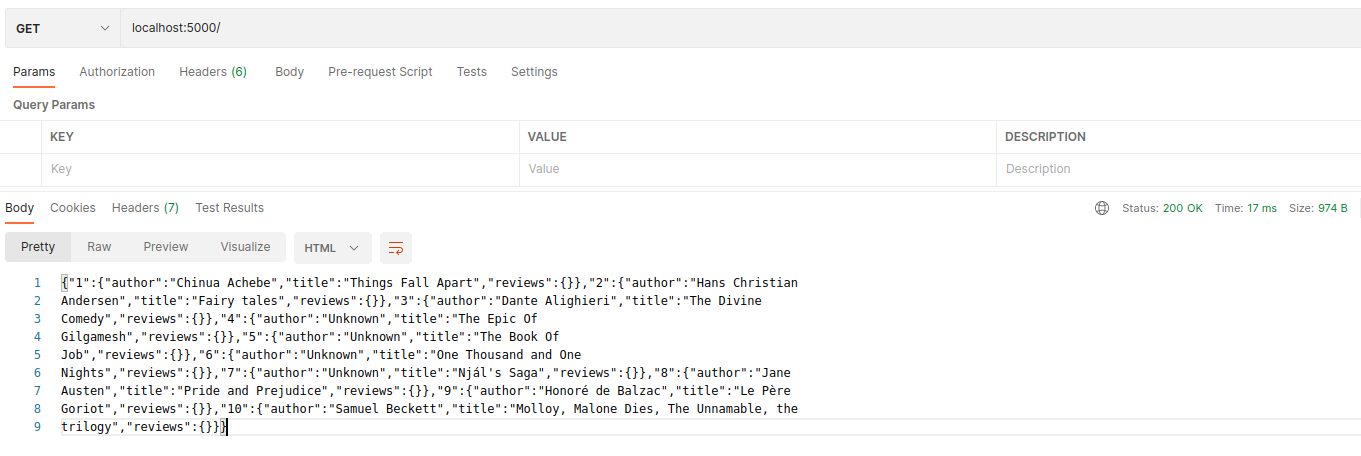 GET localhost:5000/
Params Authorization Headers (6) Body Pre-request Script Tests Settings
Query Params
KEY VALUE DESCRIPTION
Key Value Description
Body Cookies Headers (7) Test Results Status: 200 OK Time: 17 ms Size: 974 B
Pretty Raw Preview Visualize HTML
1 {"1":{"author":"Chinua Achebe","title":"Things Fall Apart","reviews":{}},"2":{"author":"Hans Christian
2 Andersen","title":"Fairy tales","reviews":{}},"3":{"author":"Dante Alighieri","title":"The Divine
3 Comedy","reviews":{}},"4":{"author":"Unknown","title":"The Epic Of
4 Gilgamesh","reviews":{}},"5":{"author":"Unknown","title":"The Book Of
5 Job","reviews":{}},"6":{"author":"Unknown","title":"One Thousand and One
6 Nights","reviews":{}},"7":{"author":"Unknown","title":"Njál's Saga","reviews":{}},"8":{"author":"Jane
7 Austen","title":"Pride and Prejudice","reviews":{}},"9":{"author":"Honoré de Balzac","title":"Le Père
8 Goriot","reviews":{}},"10":{"author":"Samuel Beckett","title":"Molloy, Malone Dies, The Unnamable, the
9 trilogy","reviews":{}}}